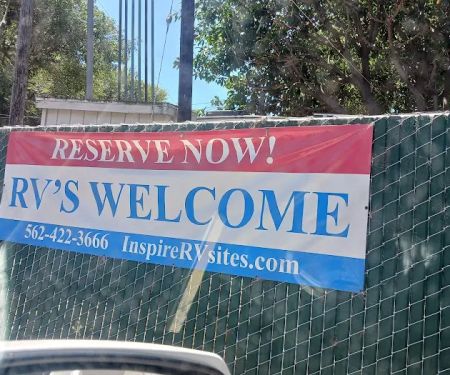 RESERVE NOW!
RV'S WELCOME
562-422-3666 InspireRVsites.com